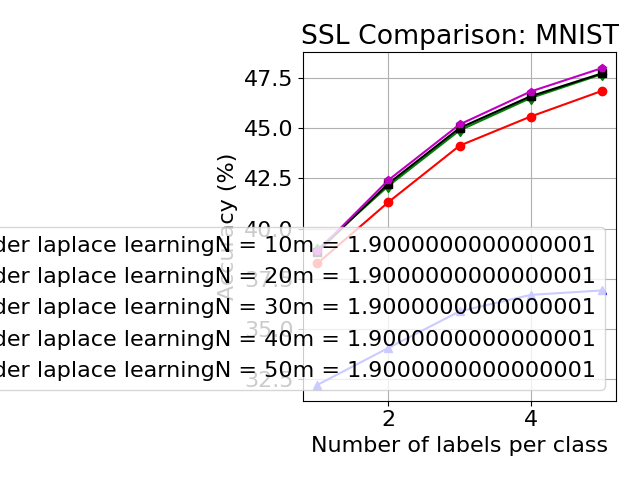 SSL Comparison: MNIST
47.5
45.0
42.5
40.0
37.5
35.0
32.5
Accuracy (%)
der laplace learningN = 10m = 1.9000000000000001
der laplace learningN = 20m = 1.9000000000000001
der laplace learningN = 30m = 1.9000000000000001
der laplace learningN = 40m = 1.9000000000000001
der laplace learningN = 50m = 1.9000000000000001
2 4
Number of labels per class